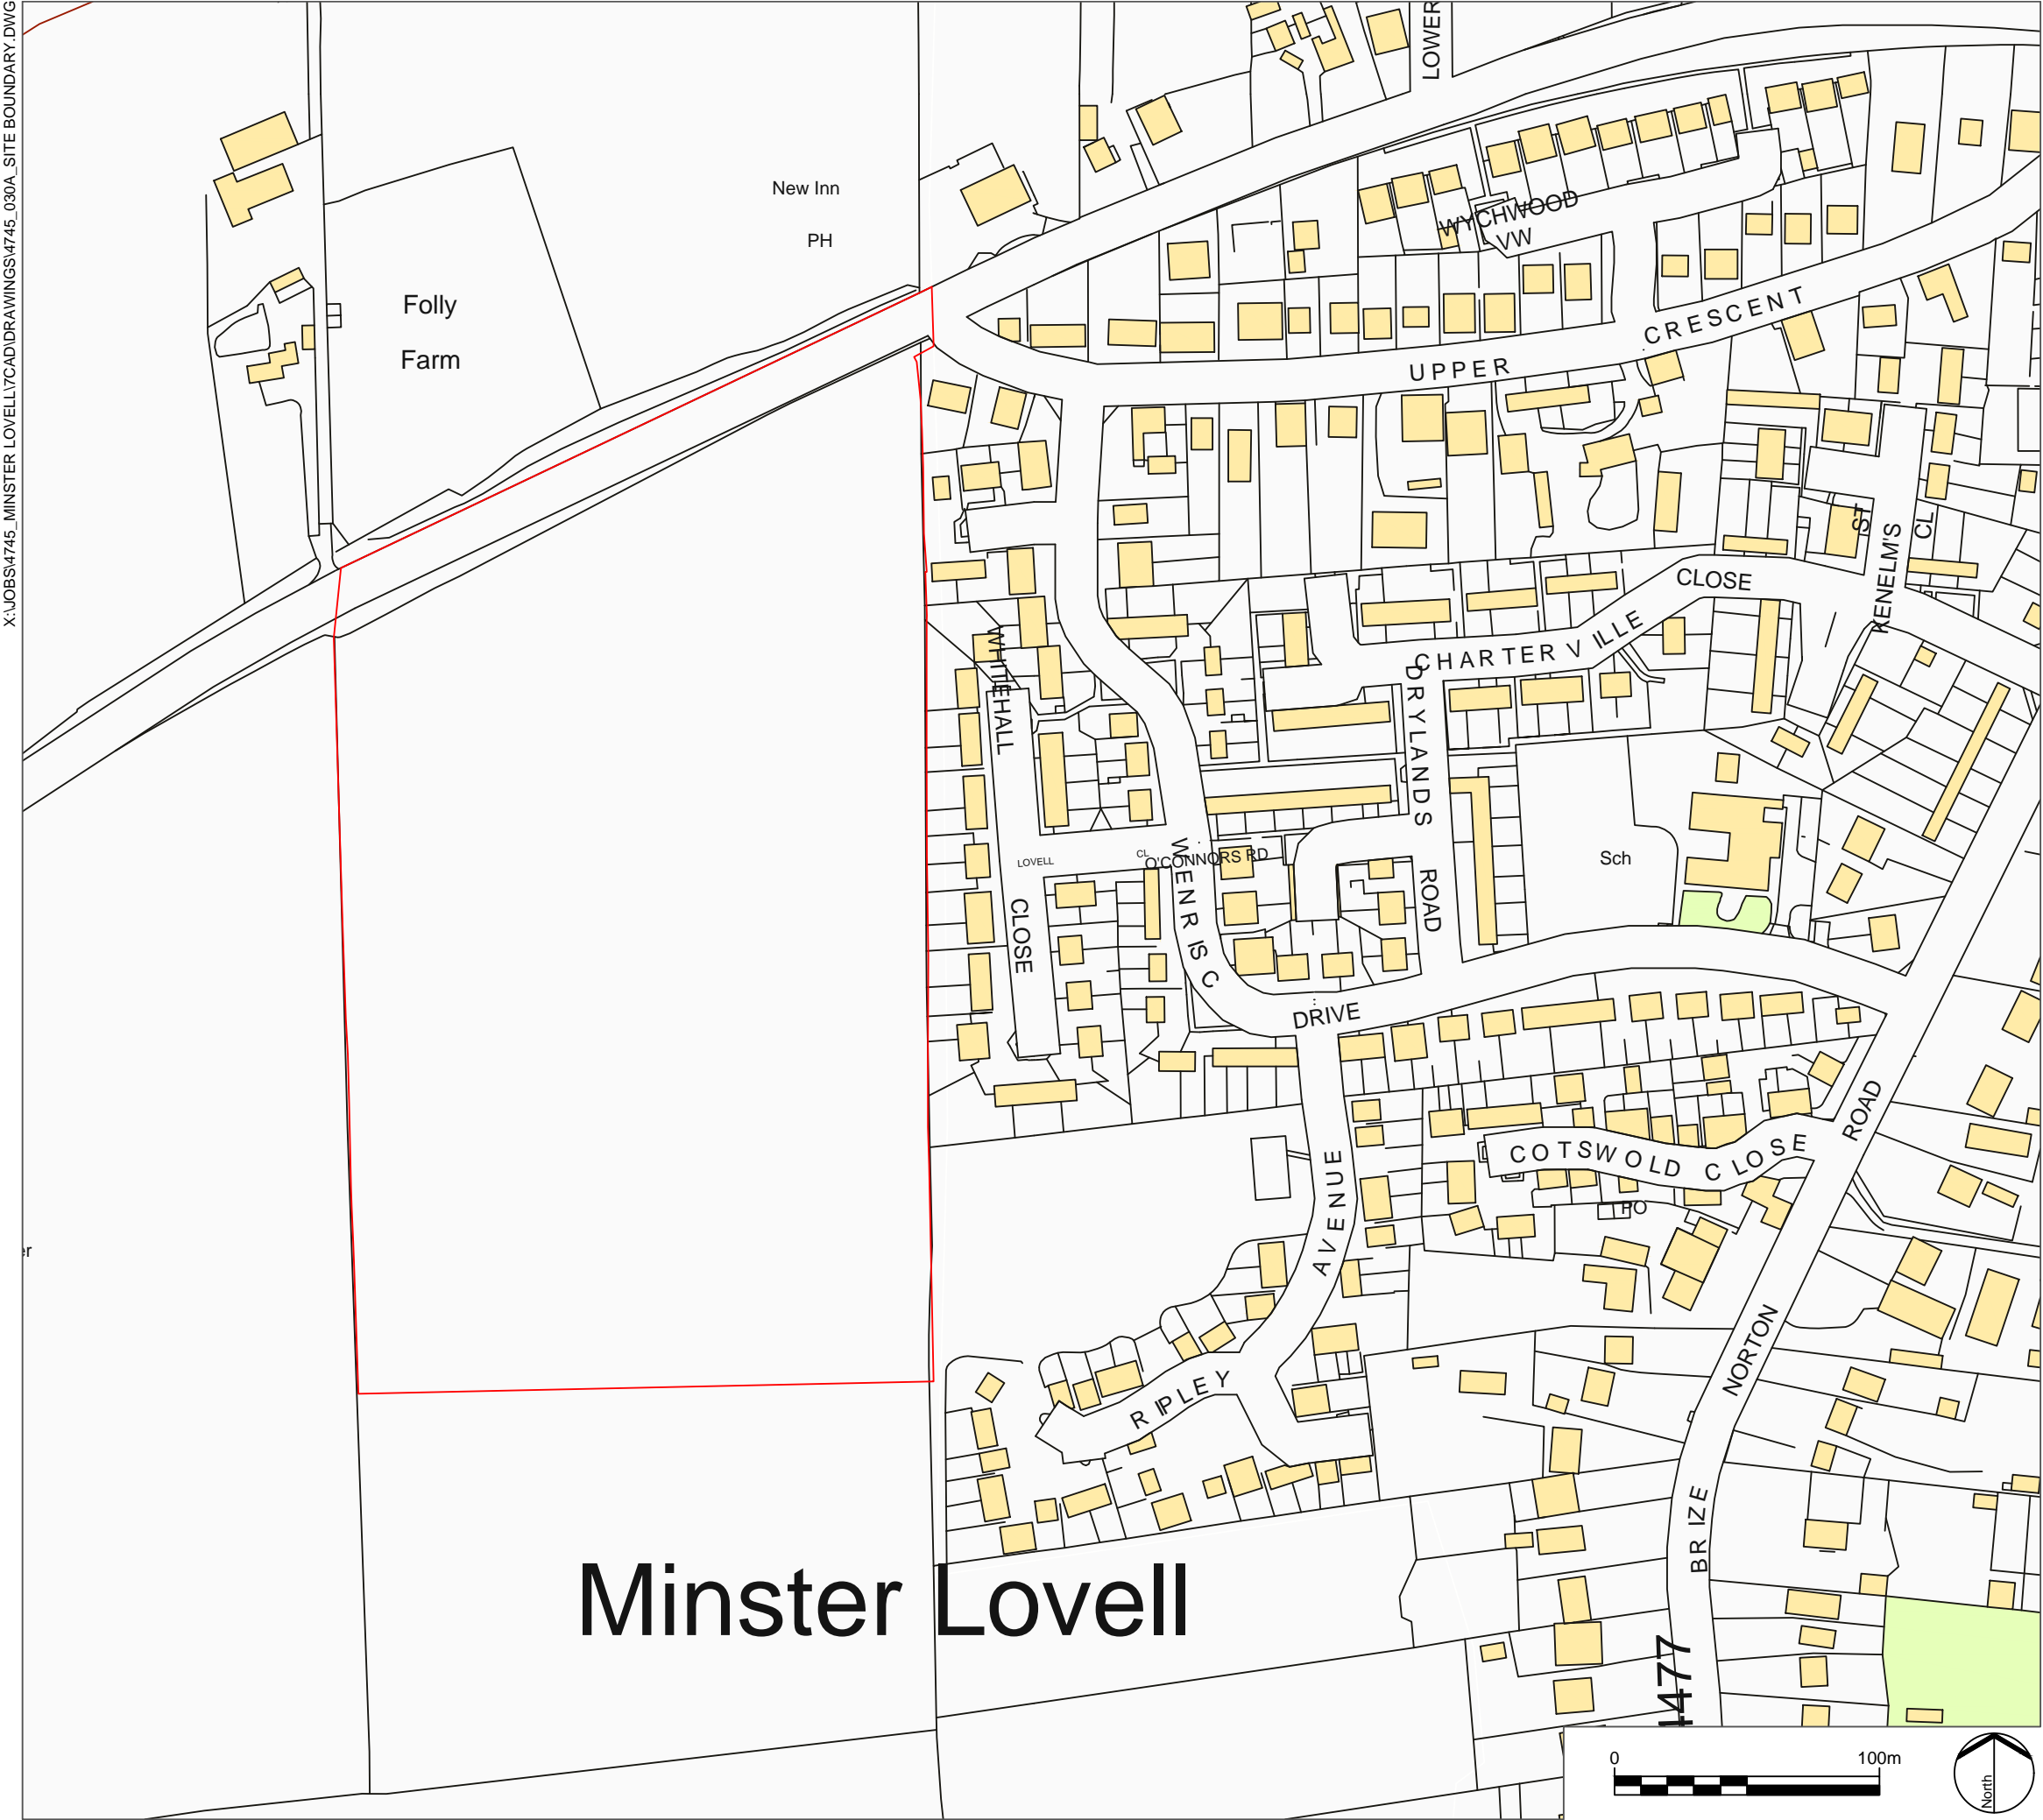 X:\JOBS\4745_MINSTER LOVELL\7CAD\DRAWINGS\4745_030A_SITE BOUNDARY.DWG
LOWER
New Inn
PH
WYCHWOOD
VW
Folly
Farm
UPPER CRESCENT
ST
KENELM'S
CL
CHARTERVILLE CLOSE
WHITEHALL
CLOSE
DRYLANDS
ROAD
LOVELL
CL
O'CONNORS RD
Sch
WENRISC
DRIVE
COTSWOLD CLOSE
PO
AVENUE
RIPLEY
ROAD
NORTON
BRIZE
Minster Lovell
4477
0
100m
North